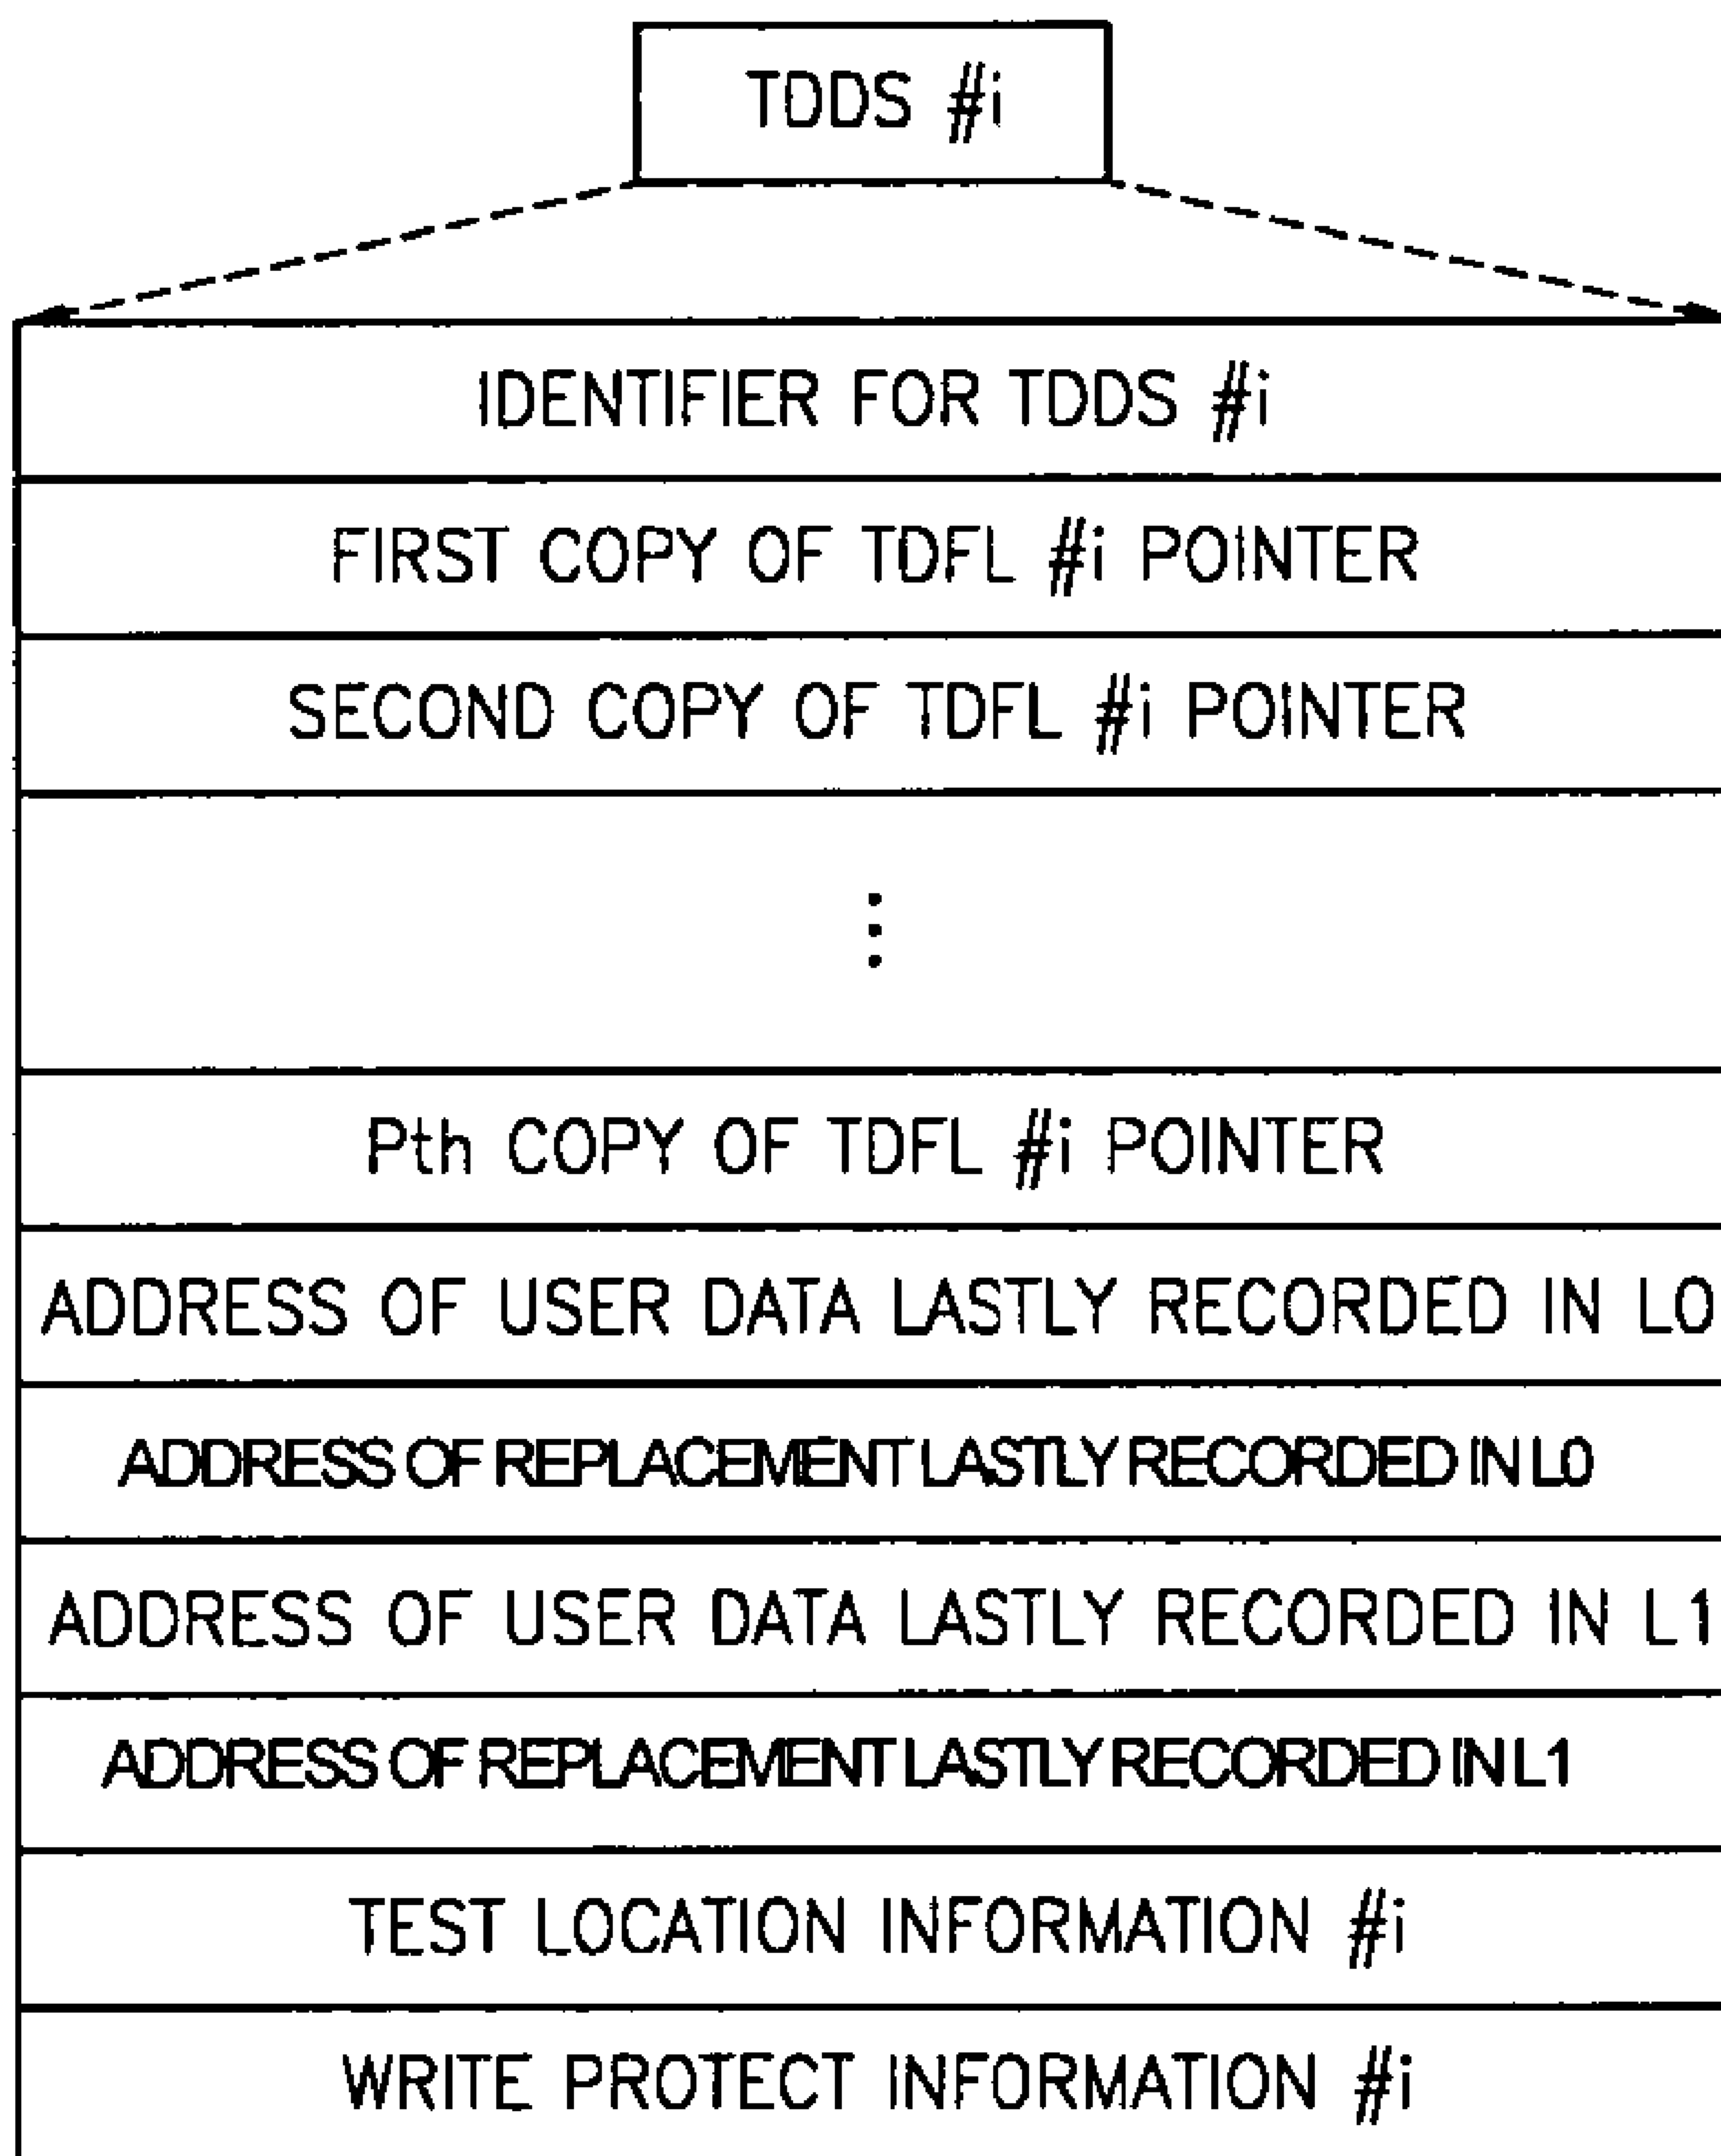 TDDS #i
IDENTIFIER FOR TDDS #i
FIRST COPY OF TDFL #i POINTER
SECOND COPY OF TDFL #i POINTER
⋮
Pth COPY OF TDFL #i POINTER
ADDRESS OF USER DATA LASTLY RECORDED IN L0
ADDRESS OF REPLACEMENT LASTLY RECORDED IN L0
ADDRESS OF USER DATA LASTLY RECORDED IN L1
ADDRESS OF REPLACEMENT LASTLY RECORDED IN L1
TEST LOCATION INFORMATION #i
WRITE PROTECT INFORMATION #i